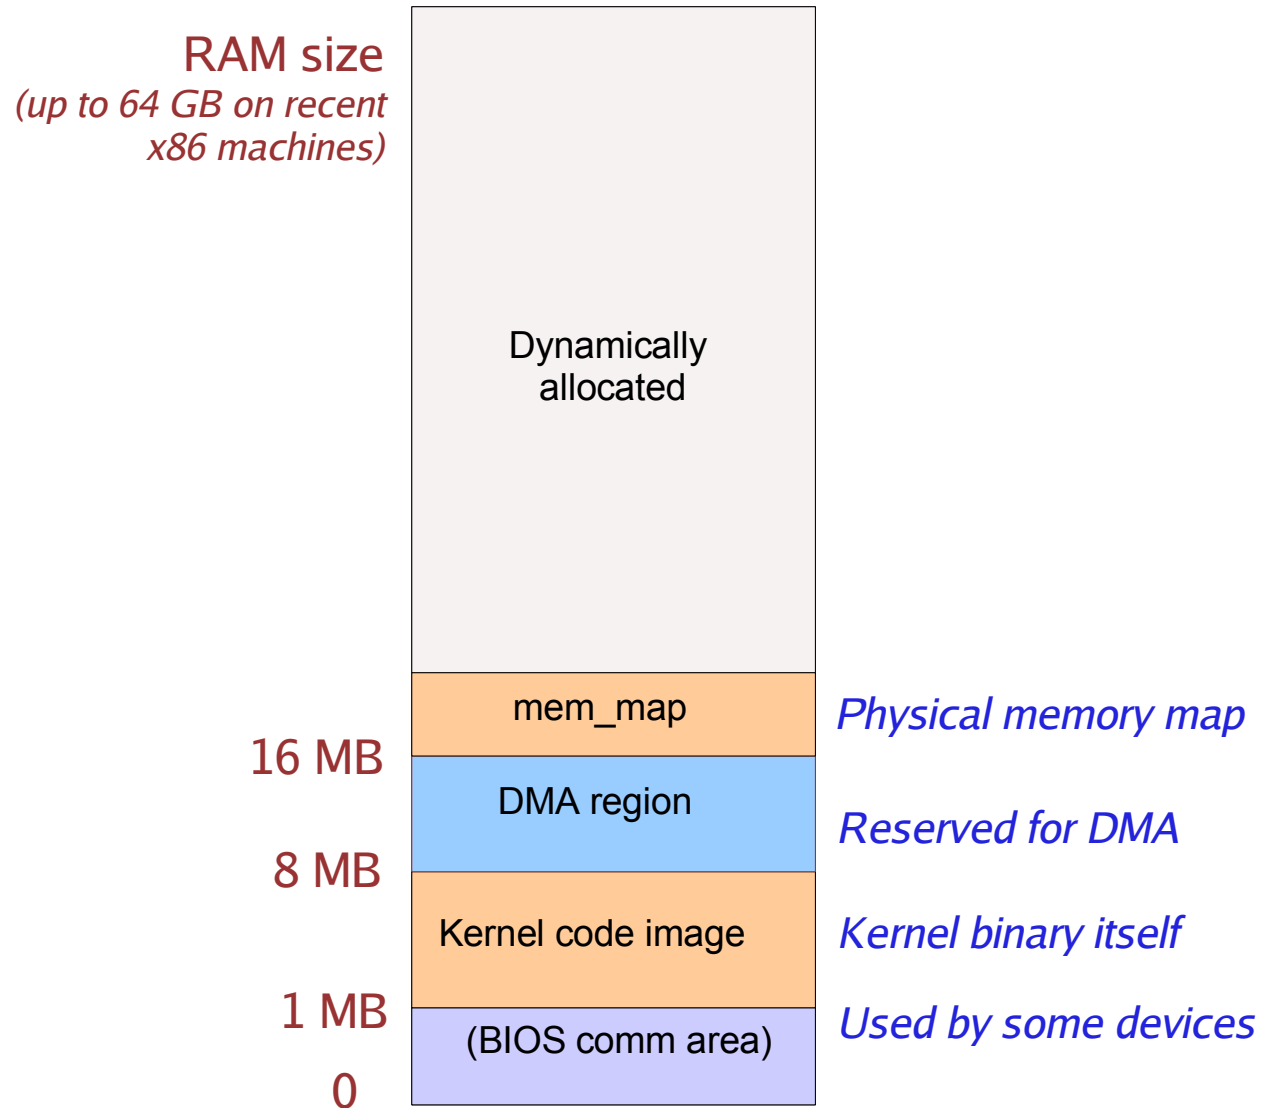 RAM size
(up to 64 GB on recent
x86 machines)
Dynamically
allocated
mem_map
Physical memory map
16 MB
DMA region
Reserved for DMA
8 MB
Kernel code image
Kernel binary itself
1 MB
(BIOS comm area)
Used by some devices
0